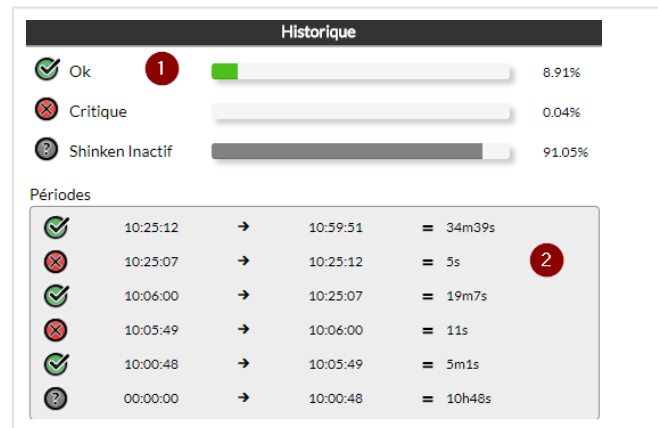 Historique
Ok 1 8.91%
Critique 0.04%
Shinken Inactif 91.05%
Périodes
10:25:12 → 10:59:51 = 34m39s
10:25:07 → 10:25:12 = 5s 2
10:06:00 → 10:25:07 = 19m7s
10:05:49 → 10:06:00 = 11s
10:00:48 → 10:05:49 = 5m1s
? 00:00:00 → 10:00:48 = 10h48s